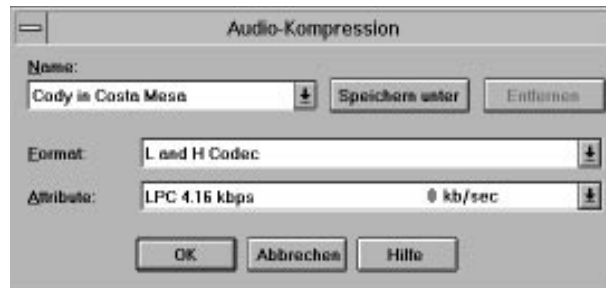 Audio-Kompression
Name:
Cody in Costa Mesa
Speichern unter
Entfernen
Format:
L and H Codec
Attribute:
LPC 4.16 kbps 0 kb/sec
OK
Abbrechen
Hilfe